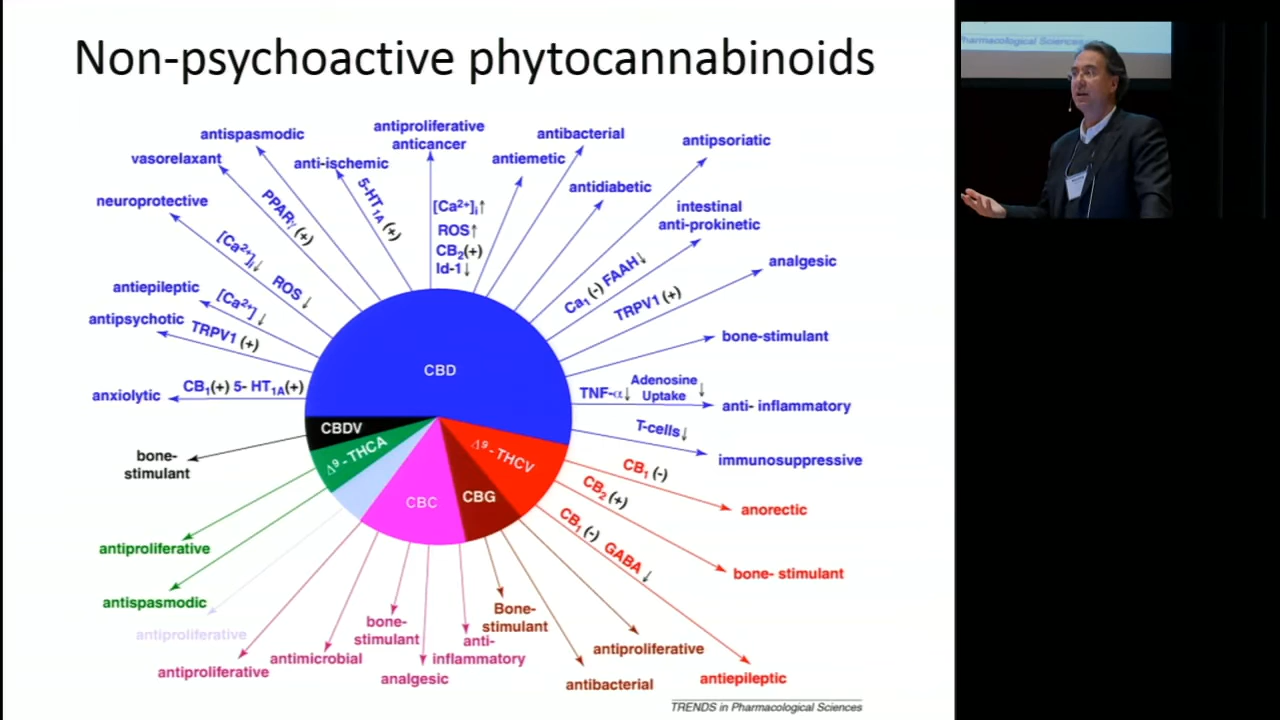 Non-psychoactive phytocannabinoids
antispasmodic
antiproliferative
anticancer
antibacterial
antipsoriatic
vasorelaxant
anti-ischemic
antiemetic
antidiabetic
neuroprotective
intestinal
anti-prokinetic
analgesic
antiepileptic
antipsychotic
anxiolytic
bone-stimulant
anti- inflammatory
immunosuppressive
PPARγ (+)
5-HT1A (+)
[Ca²⁺]i↑
ROS↑
CB2(+)
Id-1↓
[Ca²⁺]i↓ ROS ↓
[Ca²⁺] ↓
TRPV1 (+)
CB1(+) 5- HT1A(+)
Ca1 (-) FAAH↓
TRPV1 (+)
TNF-α↓ Adenosine
Uptake ↓
T-cells↓
CBD
CBDV
Δ⁹-THCA
CBC
CBG
Δ⁹-THCV
bone-
stimulant
antiproliferative
antispasmodic
antiproliferative
antiproliferative
antimicrobial
bone-
stimulant
analgesic
anti-
inflammatory
Bone-
stimulant
antibacterial
antiproliferative
CB1 (-)
anorectic
CB2 (+)
bone- stimulant
CB1 (-) GABA ↓
antiepileptic
TRENDS in Pharmacological Sciences
harmacological Sciences